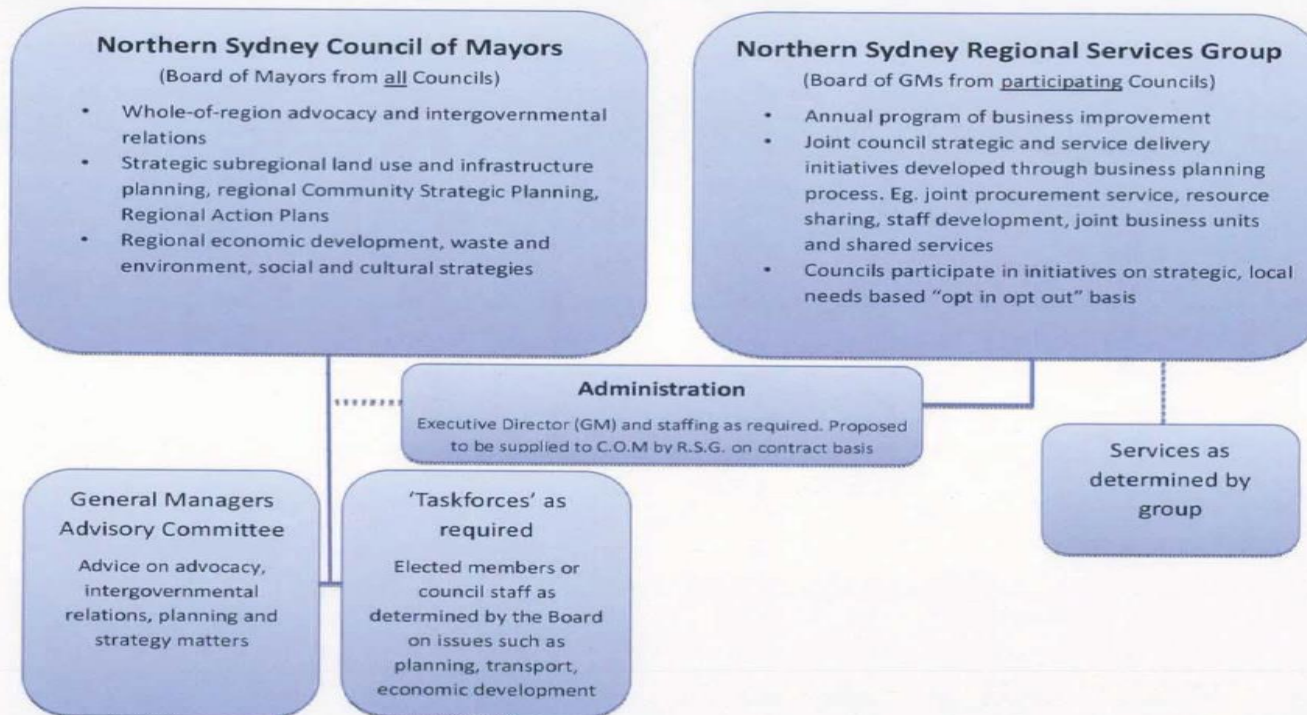 Northern Sydney Council of Mayors
(Board of Mayors from all Councils)
• Whole-of-region advocacy and intergovernmental
relations
• Strategic subregional land use and infrastructure
planning, regional Community Strategic Planning,
Regional Action Plans
• Regional economic development, waste and
environment, social and cultural strategies
Northern Sydney Regional Services Group
(Board of GMs from participating Councils)
• Annual program of business improvement
• Joint council strategic and service delivery
initiatives developed through business planning
process. Eg. joint procurement service, resource
sharing, staff development, joint business units
and shared services
• Councils participate in initiatives on strategic, local
needs based “opt in opt out” basis
Administration
Executive Director (GM) and staffing as required. Proposed
to be supplied to C.O.M by R.S.G. on contract basis
General Managers
Advisory Committee
Advice on advocacy,
intergovernmental
relations, planning and
strategy matters
‘Taskforces’ as
required
Elected members or
council staff as
determined by the Board
on issues such as
planning, transport,
economic development
Services as
determined by
group